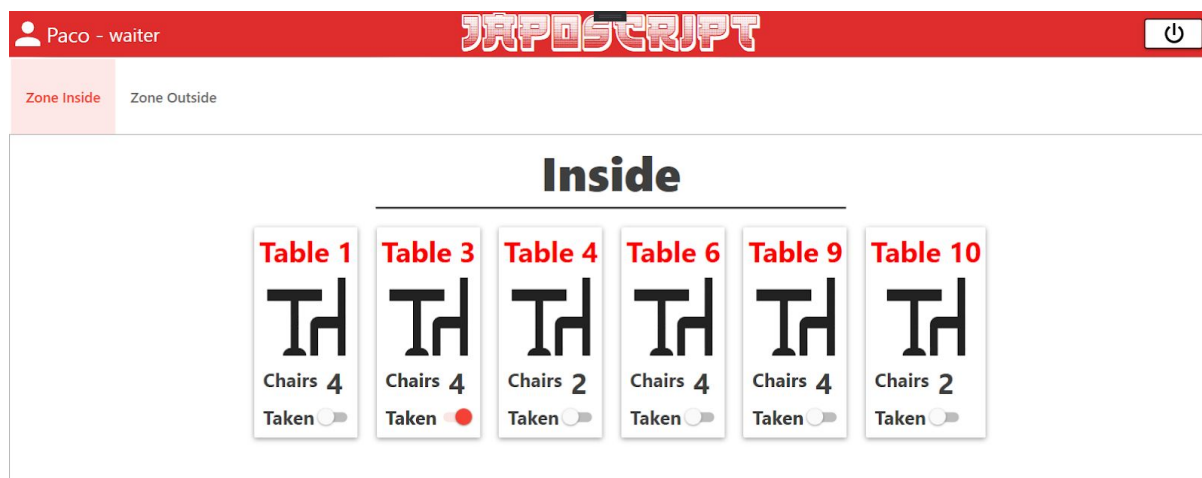 Paco - waiter
JAPOSCRIPT
Zone Inside Zone Outside
Inside
Table 1 Table 3 Table 4 Table 6 Table 9 Table 10
Chairs 4 Chairs 4 Chairs 2 Chairs 4 Chairs 4 Chairs 2
Taken Taken Taken Taken Taken Taken